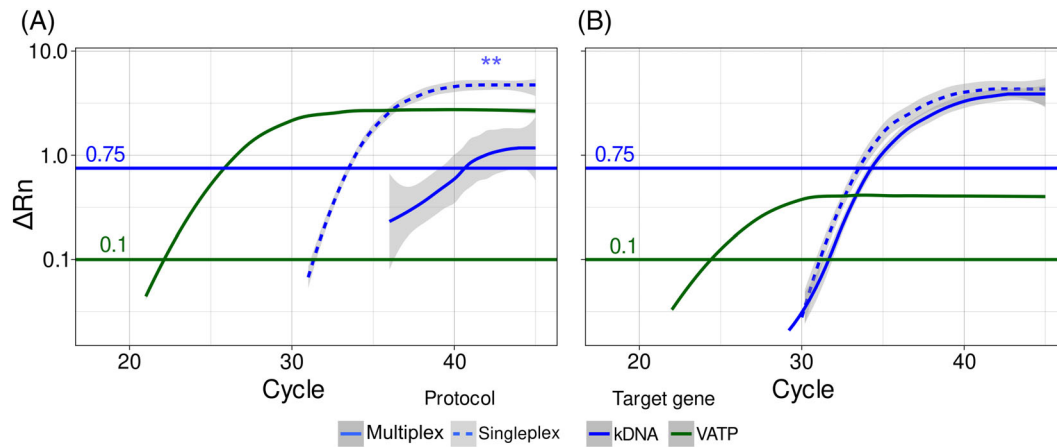 (A) (B)
10.0
**
0.75 0.75
1.0
ΔRn
0.1 0.1
0.1
20 30 40 20 30 40
Cycle Cycle
Protocol Target gene
Multiplex Singleplex kDNA VATP